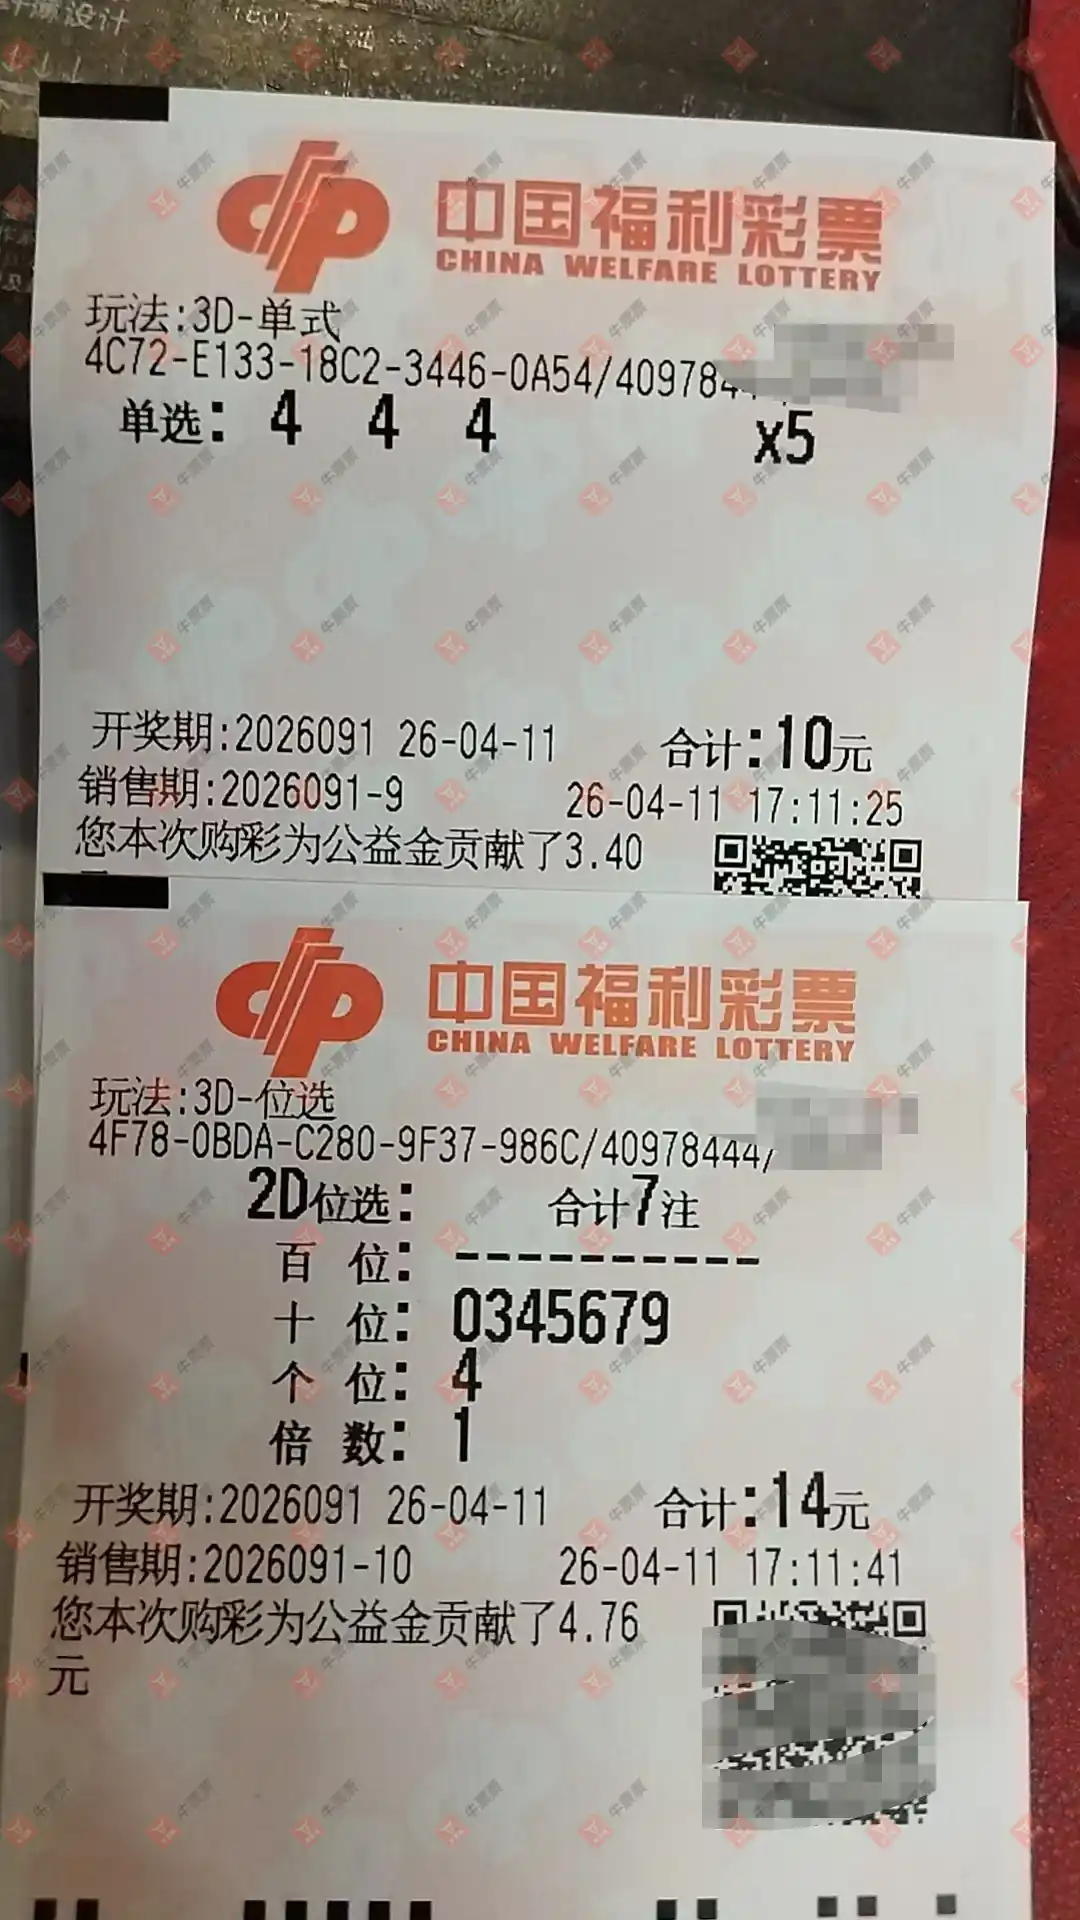 中国福利彩票
CHINA WELFARE LOTTERY
玩法:3D-单式
4C72-E133-18C2-3446-0A54/409784
单选: 4 4 4 x5
开奖期:2026091 26-04-11 合计:10元
销售期:2026091-9 26-04-11 17:11:25
您本次购彩为公益金贡献了3.40
中国福利彩票
CHINA WELFARE LOTTERY
玩法:3D-位选
4F78-0BDA-C280-9F37-986C/40978444/
2D位选: 合计7注
百 位: ----------
十 位: 0345679
个 位: 4
倍 数: 1
开奖期:2026091 26-04-11 合计:14元
销售期:2026091-10 26-04-11 17:11:41
您本次购彩为公益金贡献了4.76
元